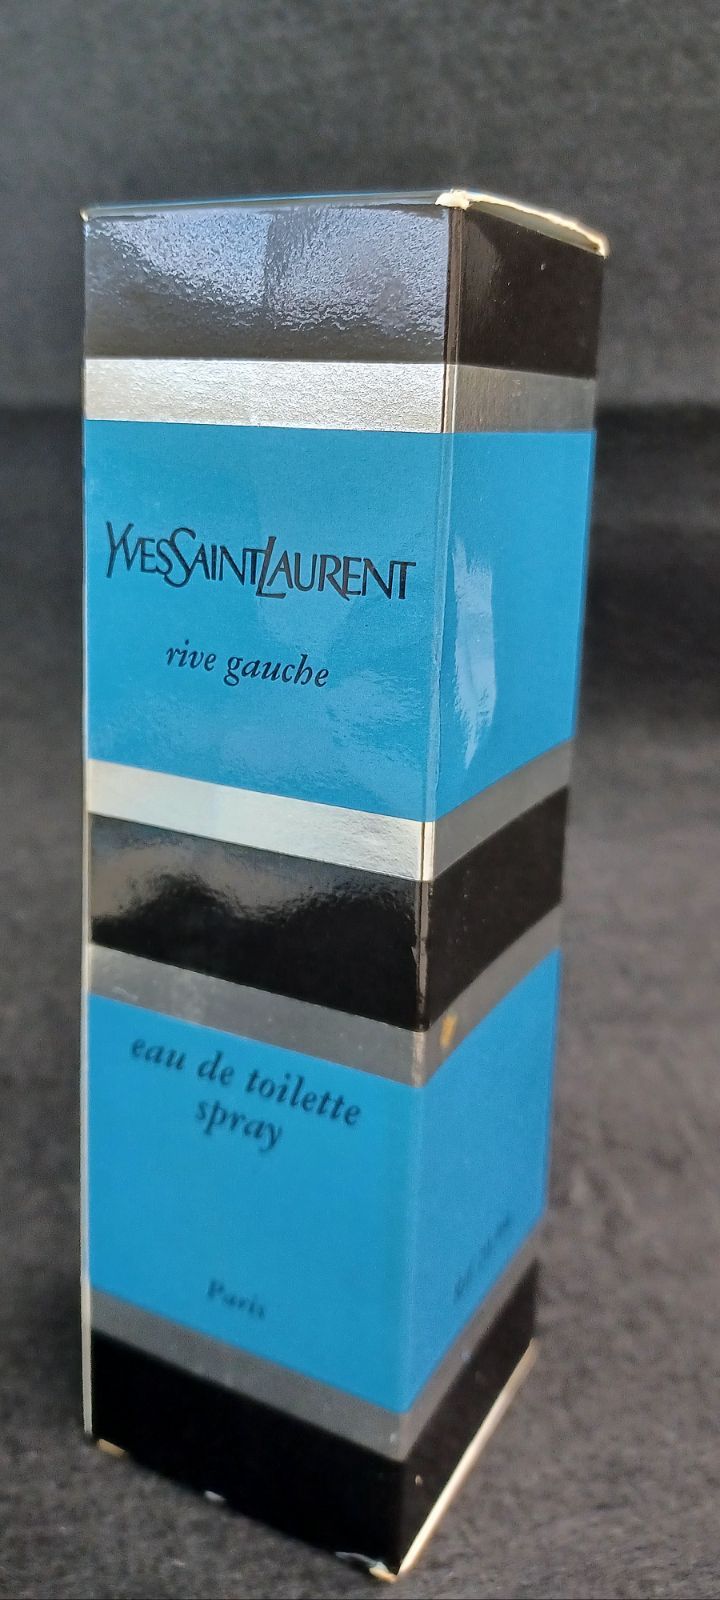 YVESSAINTLAURENT
rive gauche
eau de toilette
spray
Paris